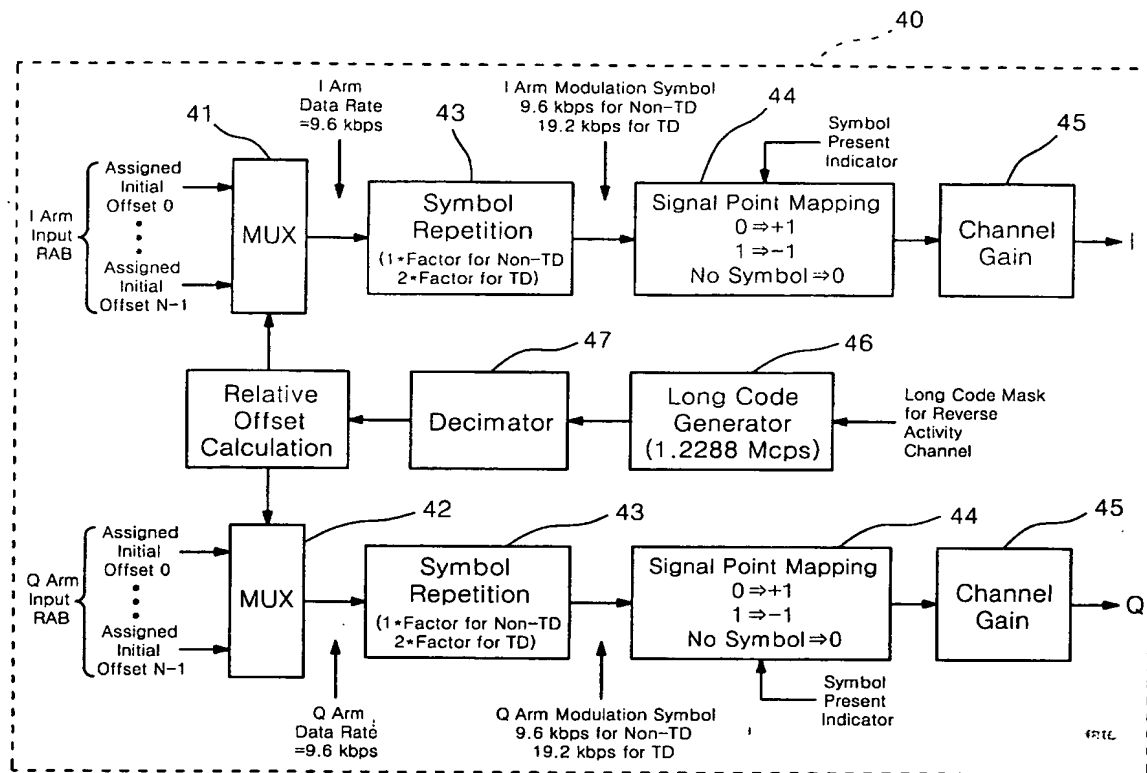 40
I Arm
Data Rate
=9.6 kbps
I Arm Modulation Symbol
9.6 kbps for Non-TD
19.2 kbps for TD
41
43
44
45
Symbol
Present
Indicator
I Arm
Input
RAB
Assigned
Initial
Offset 0
Assigned
Initial
Offset N-1
MUX
Symbol
Repetition
(1*Factor for Non-TD
2*Factor for TD)
Signal Point Mapping
0⇒+1
1⇒-1
No Symbol⇒0
Channel
Gain
I
47
46
Relative
Offset
Calculation
Decimator
Long Code
Generator
(1.2288 Mcps)
Long Code Mask
for Reverse
Activity
Channel
42
43
44
45
Q Arm
Input
RAB
Assigned
Initial
Offset 0
Assigned
Initial
Offset N-1
MUX
Symbol
Repetition
(1*Factor for Non-TD
2*Factor for TD)
Signal Point Mapping
0⇒+1
1⇒-1
No Symbol⇒0
Channel
Gain
Q
Q Arm
Data Rate
=9.6 kbps
Q Arm Modulation Symbol
9.6 kbps for Non-TD
19.2 kbps for TD
Symbol
Present
Indicator